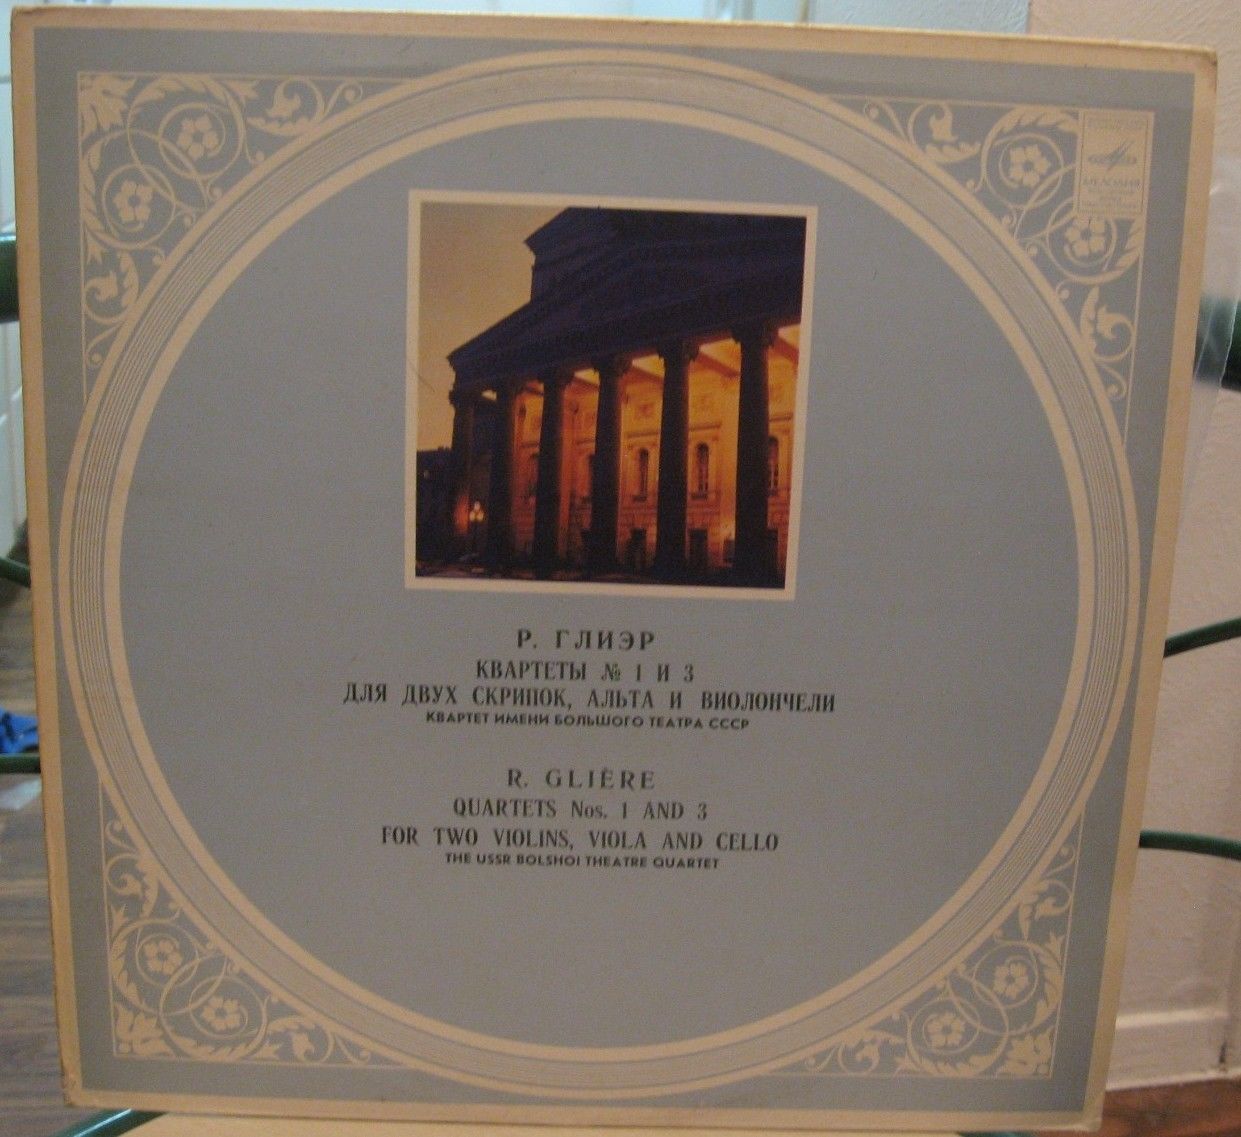 МЕЛОДИЯ
Р. ГЛИЭР
КВАРТЕТЫ № 1 И 3
ДЛЯ ДВУХ СКРИПОК, АЛЬТА И ВИОЛОНЧЕЛИ
КВАРТЕТ ИМЕНИ БОЛЬШОГО ТЕАТРА СССР
R. GLIÈRE
QUARTETS Nos. 1 AND 3
FOR TWO VIOLINS, VIOLA AND CELLO
THE USSR BOLSHOI THEATRE QUARTET